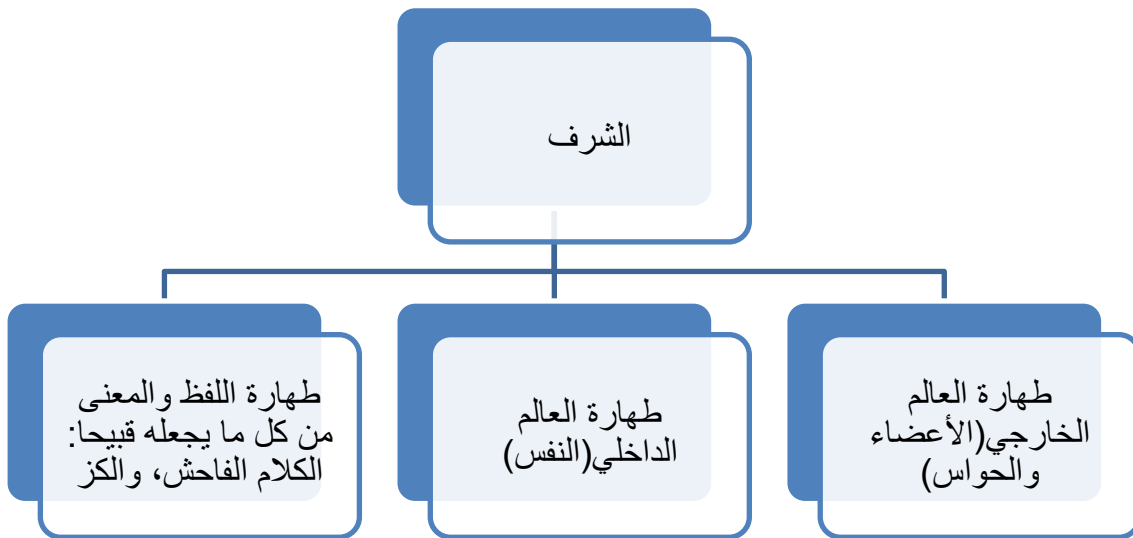 الشرف
طهارة العالم
الخارجي(الأعضاء
والحواس)
طهارة العالم
الداخلي(النفس)
طهارة اللفظ والمعنى
من كل ما يجعله قبيحا:
الكلام الفاحش، والكز